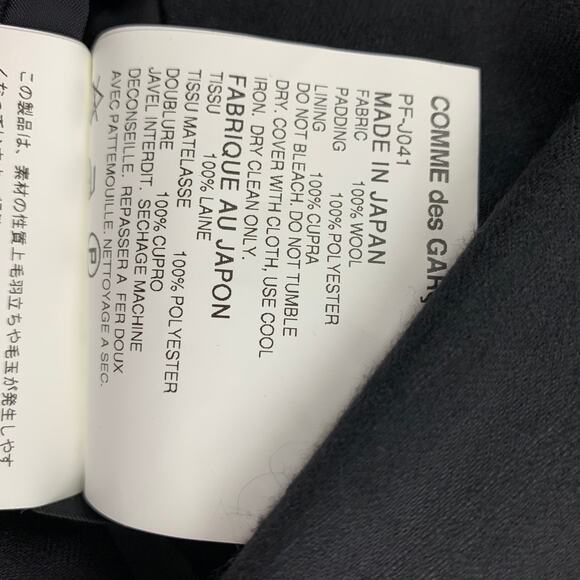 COMME des GARÇ
PF-J041
MADE IN JAPAN
FABRIC 100% WOOL
PADDING 100% POLYESTER
LINING 100% CUPRA
DO NOT BLEACH. DO NOT TUMBLE
DRY. COVER WITH CLOTH, USE COOL
IRON. DRY CLEAN ONLY.
FABRIQUE AU JAPON
TISSU 100% LAINE
TISSU MATELASSE 100% POLYESTER
DOUBLURE 100% CUPRO
JAVEL INTERDIT. SECHAGE MACHINE
DECONSEILLE. REPASSER A FER DOUX
AVEC PATTEMOUILLE. NETTOYAGE A SEC.
P
この製品は、素材の性質上毛羽立ちや毛玉が発生しやす